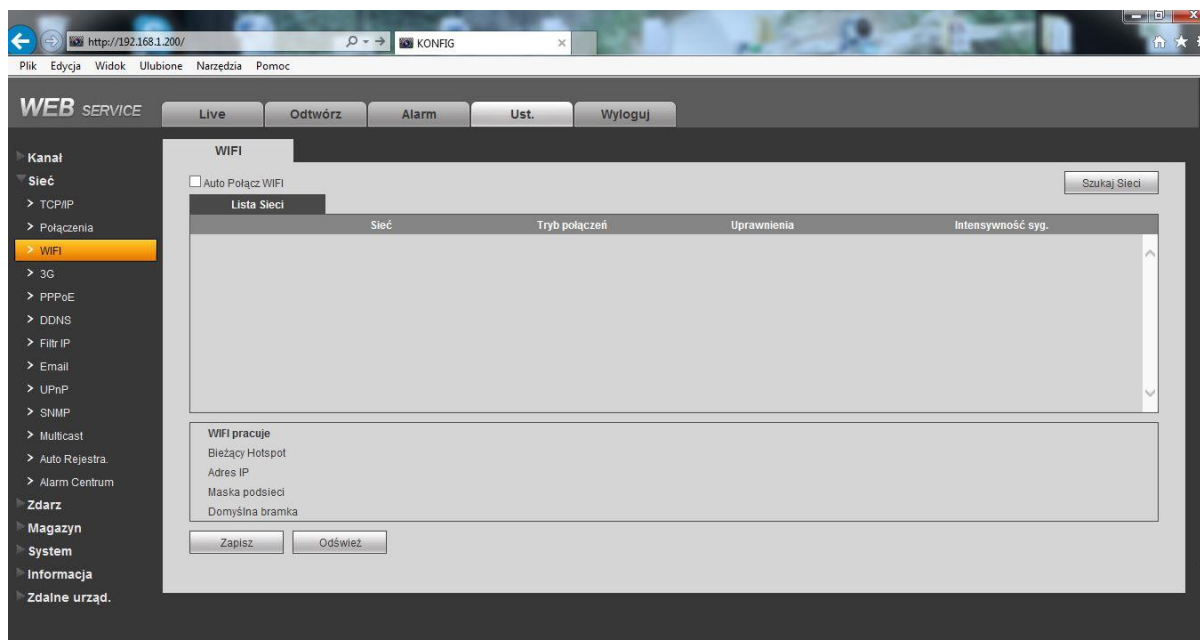 http://192.168.1.200/
KONFIG
Plik Edycja Widok Ulubione Narzędzia Pomoc
WEB SERVICE
Live Odtwórz Alarm Ust. Wyloguj
Kanał
Sieć
TCP/IP
Połączenia
WIFI
3G
PPPoE
DDNS
Filtr IP
Email
UPnP
SNMP
Multicast
Auto Rejestra.
Alarm Centrum
Zdarz
Magazyn
System
Informacja
Zdalne urząd.
WIFI
Auto Połącz WIFI Szukaj Sieci
Lista Sieci
Sieć Tryb połączeń Uprawnienia Intensywność syg.
WIFI pracuje
Bieżący Hotspot
Adres IP
Maska podsieci
Domyślna bramka
Zapisz Odśwież